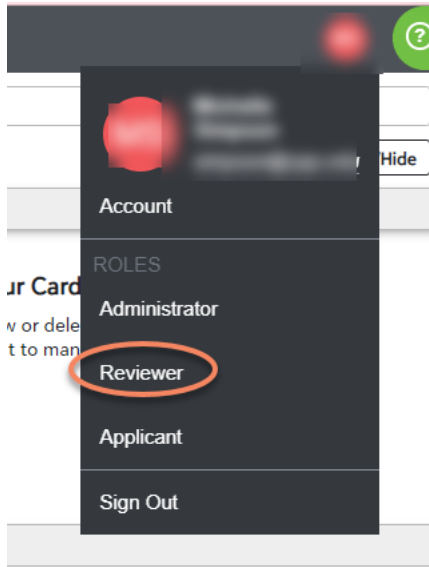 ?
/Hide
Account
ROLES
ur Card
Administrator
w or dele
t to man
Reviewer
Applicant
Sign Out